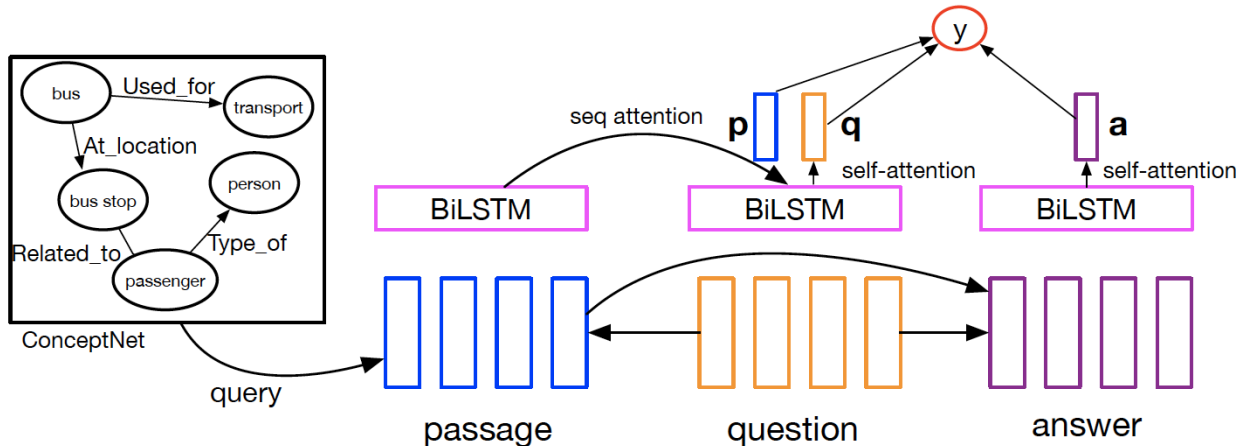 y
bus
Used_for
transport
At_location
bus stop
person
Related_to
Type_of
passenger
ConceptNet
query
seq attention
p
q
a
self-attention
self-attention
BiLSTM
BiLSTM
BiLSTM
passage
question
answer